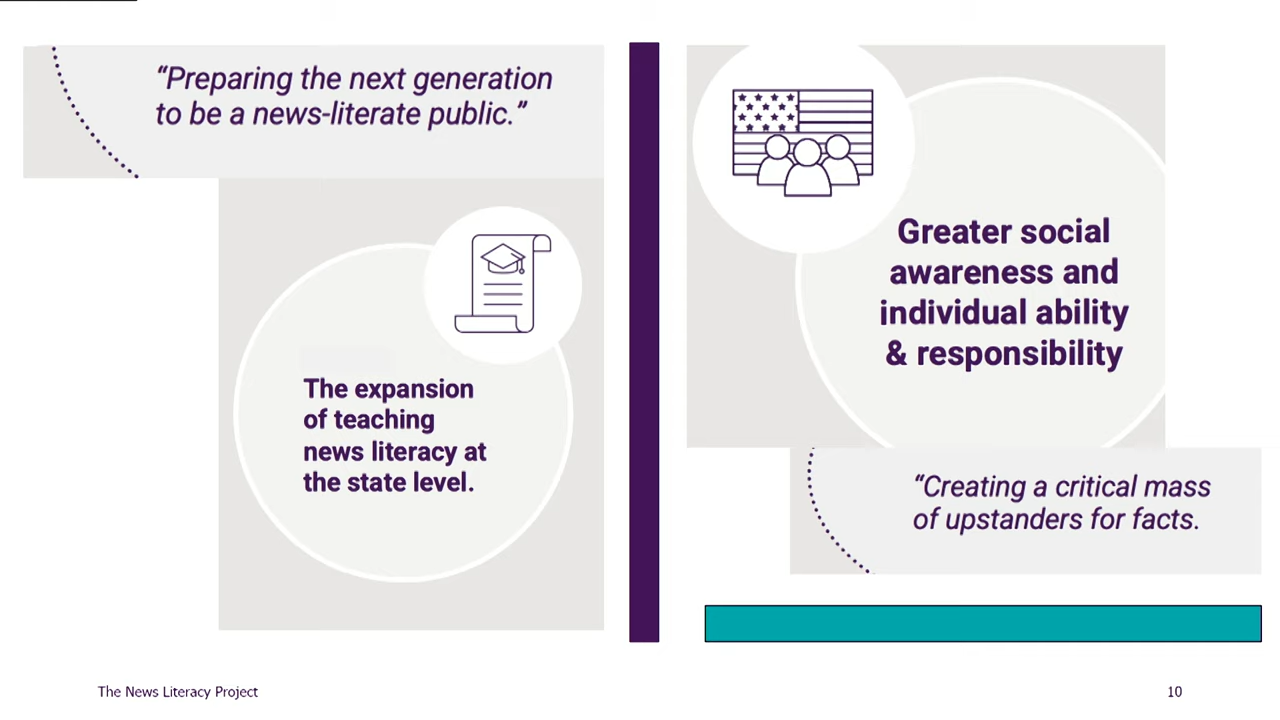 “Preparing the next generation
to be a news-literate public.”
The expansion
of teaching
news literacy at
the state level.
Greater social
awareness and
individual ability
& responsibility
“Creating a critical mass
of upstanders for facts.
The News Literacy Project
10